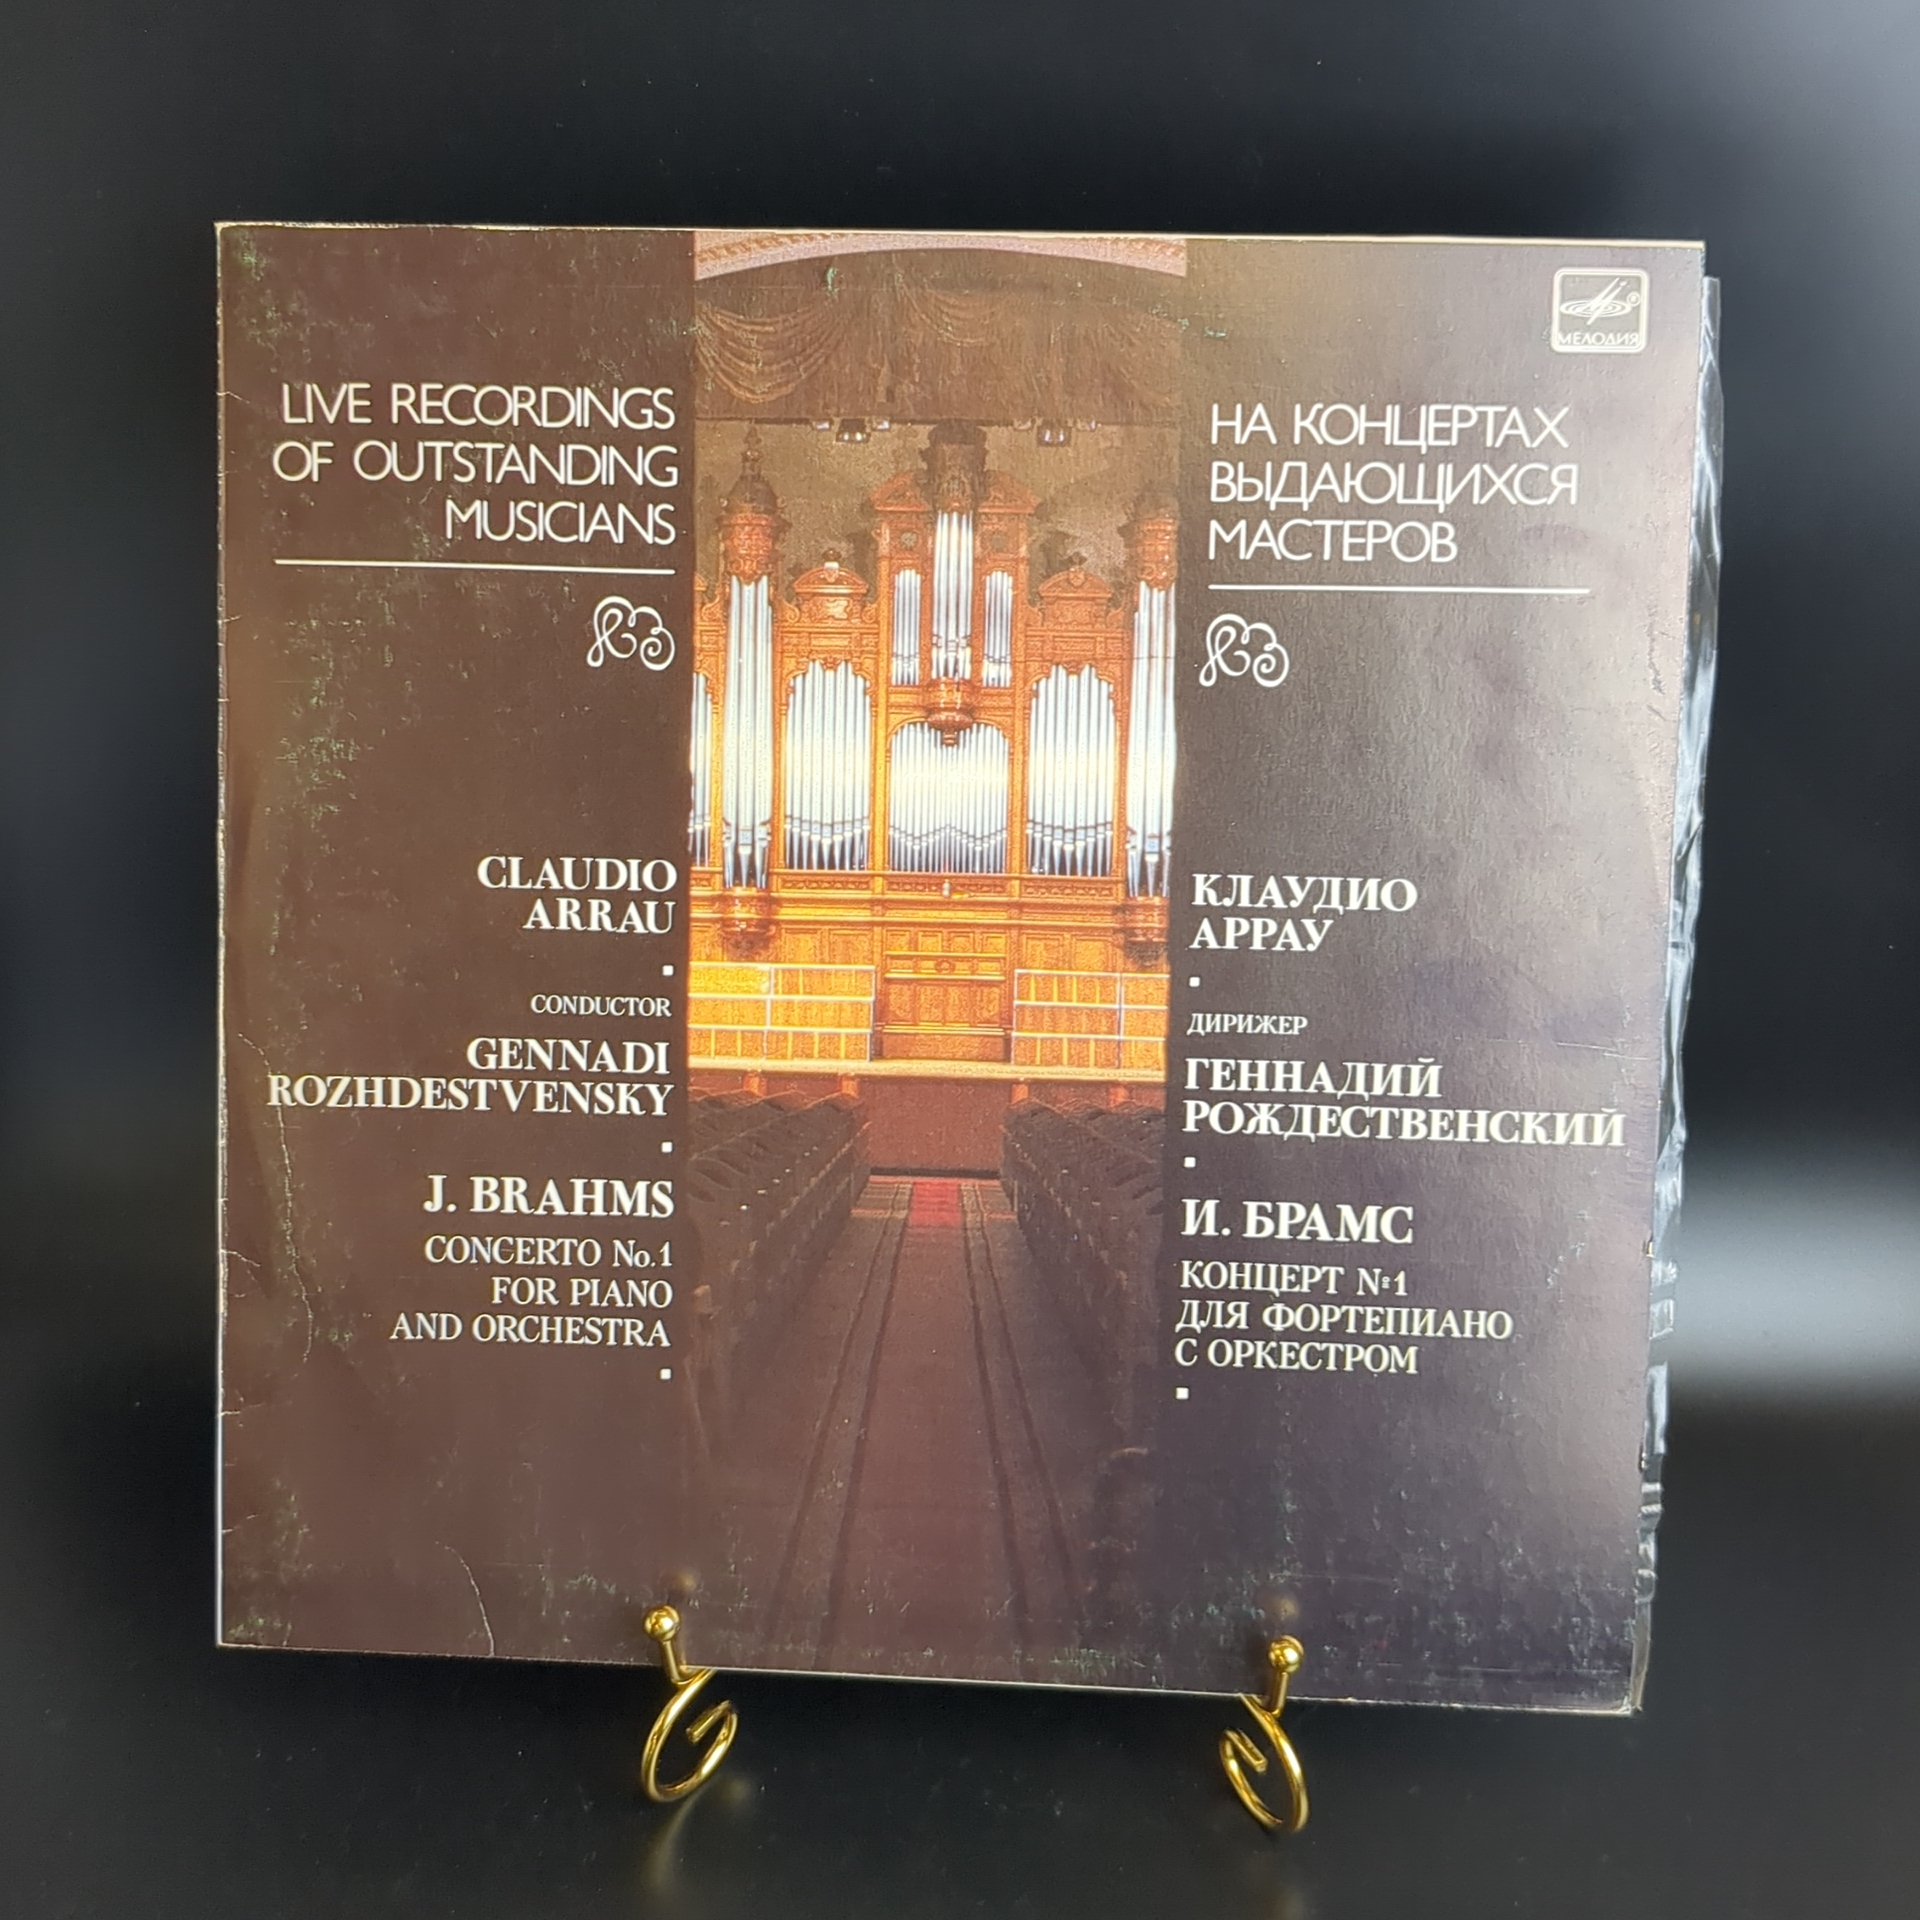 LIVE RECORDINGS
OF OUTSTANDING
MUSICIANS
CLAUDIO
ARRAU
CONDUCTOR
GENNADI
ROZHDESTVENSKY
J. BRAHMS
CONCERTO No.1
FOR PIANO
AND ORCHESTRA
МЕЛОДИЯ
НА КОНЦЕРТАХ
ВЫДАЮЩИХСЯ
МАСТЕРОВ
КЛАУДИО
АРРАУ
ДИРИЖЕР
ГЕННАДИЙ
РОЖДЕСТВЕНСКИЙ
И. БРАМС
КОНЦЕРТ №1
ДЛЯ ФОРТЕПИАНО
С ОРКЕСТРОМ